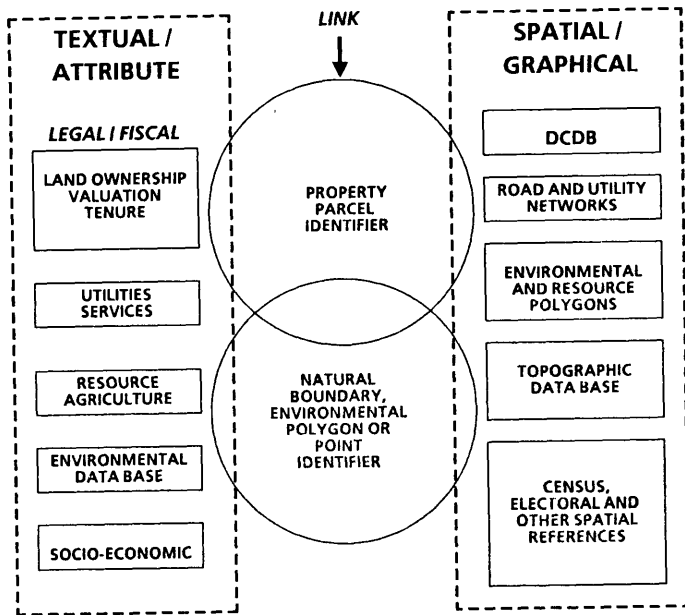 TEXTUAL /
ATTRIBUTE
LEGAL / FISCAL
LAND OWNERSHIP
VALUATION
TENURE
UTILITIES
SERVICES
RESOURCE
AGRICULTURE
ENVIRONMENTAL
DATA BASE
SOCIO-ECONOMIC
LINK
PROPERTY
PARCEL
IDENTIFIER
NATURAL
BOUNDARY,
ENVIRONMENTAL
POLYGON OR
POINT
IDENTIFIER
SPATIAL /
GRAPHICAL
DCDB
ROAD AND UTILITY
NETWORKS
ENVIRONMENTAL
AND RESOURCE
POLYGONS
TOPOGRAPHIC
DATA BASE
CENSUS,
ELECTORAL AND
OTHER SPATIAL
REFERENCES